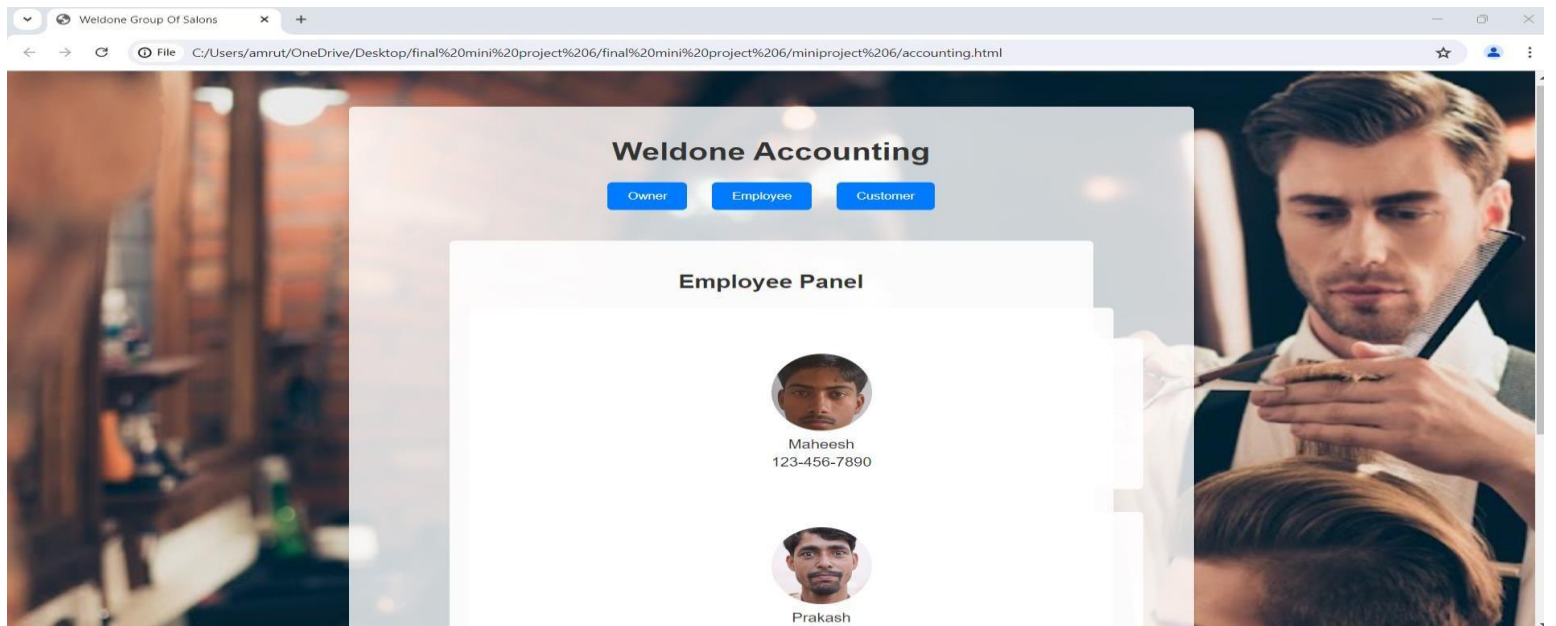 Weldone Group Of Salons
File C:/Users/amrut/OneDrive/Desktop/final%20mini%20project%206/final%20mini%20project%206/miniproject%206/accounting.html
Weldone Accounting
Owner Employee Customer
Employee Panel
Maheesh
123-456-7890
Prakash